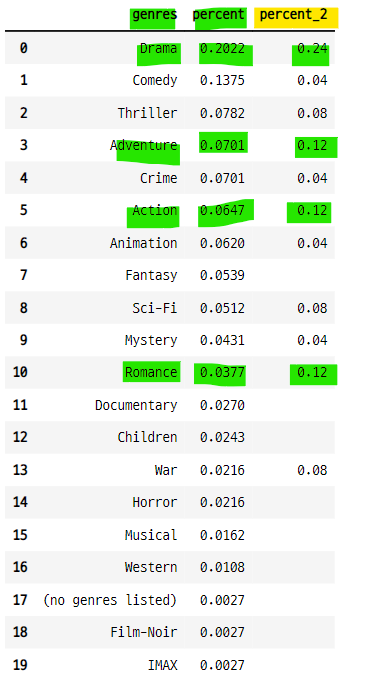 genres percent percent_2
0 Drama 0.2022 0.24
1 Comedy 0.1375 0.04
2 Thriller 0.0782 0.08
3 Adventure 0.0701 0.12
4 Crime 0.0701 0.04
5 Action 0.0647 0.12
6 Animation 0.0620 0.04
7 Fantasy 0.0539
8 Sci-Fi 0.0512 0.08
9 Mystery 0.0431 0.04
10 Romance 0.0377 0.12
11 Documentary 0.0270
12 Children 0.0243
13 War 0.0216 0.08
14 Horror 0.0216
15 Musical 0.0162
16 Western 0.0108
17 (no genres listed) 0.0027
18 Film-Noir 0.0027
19 IMAX 0.0027